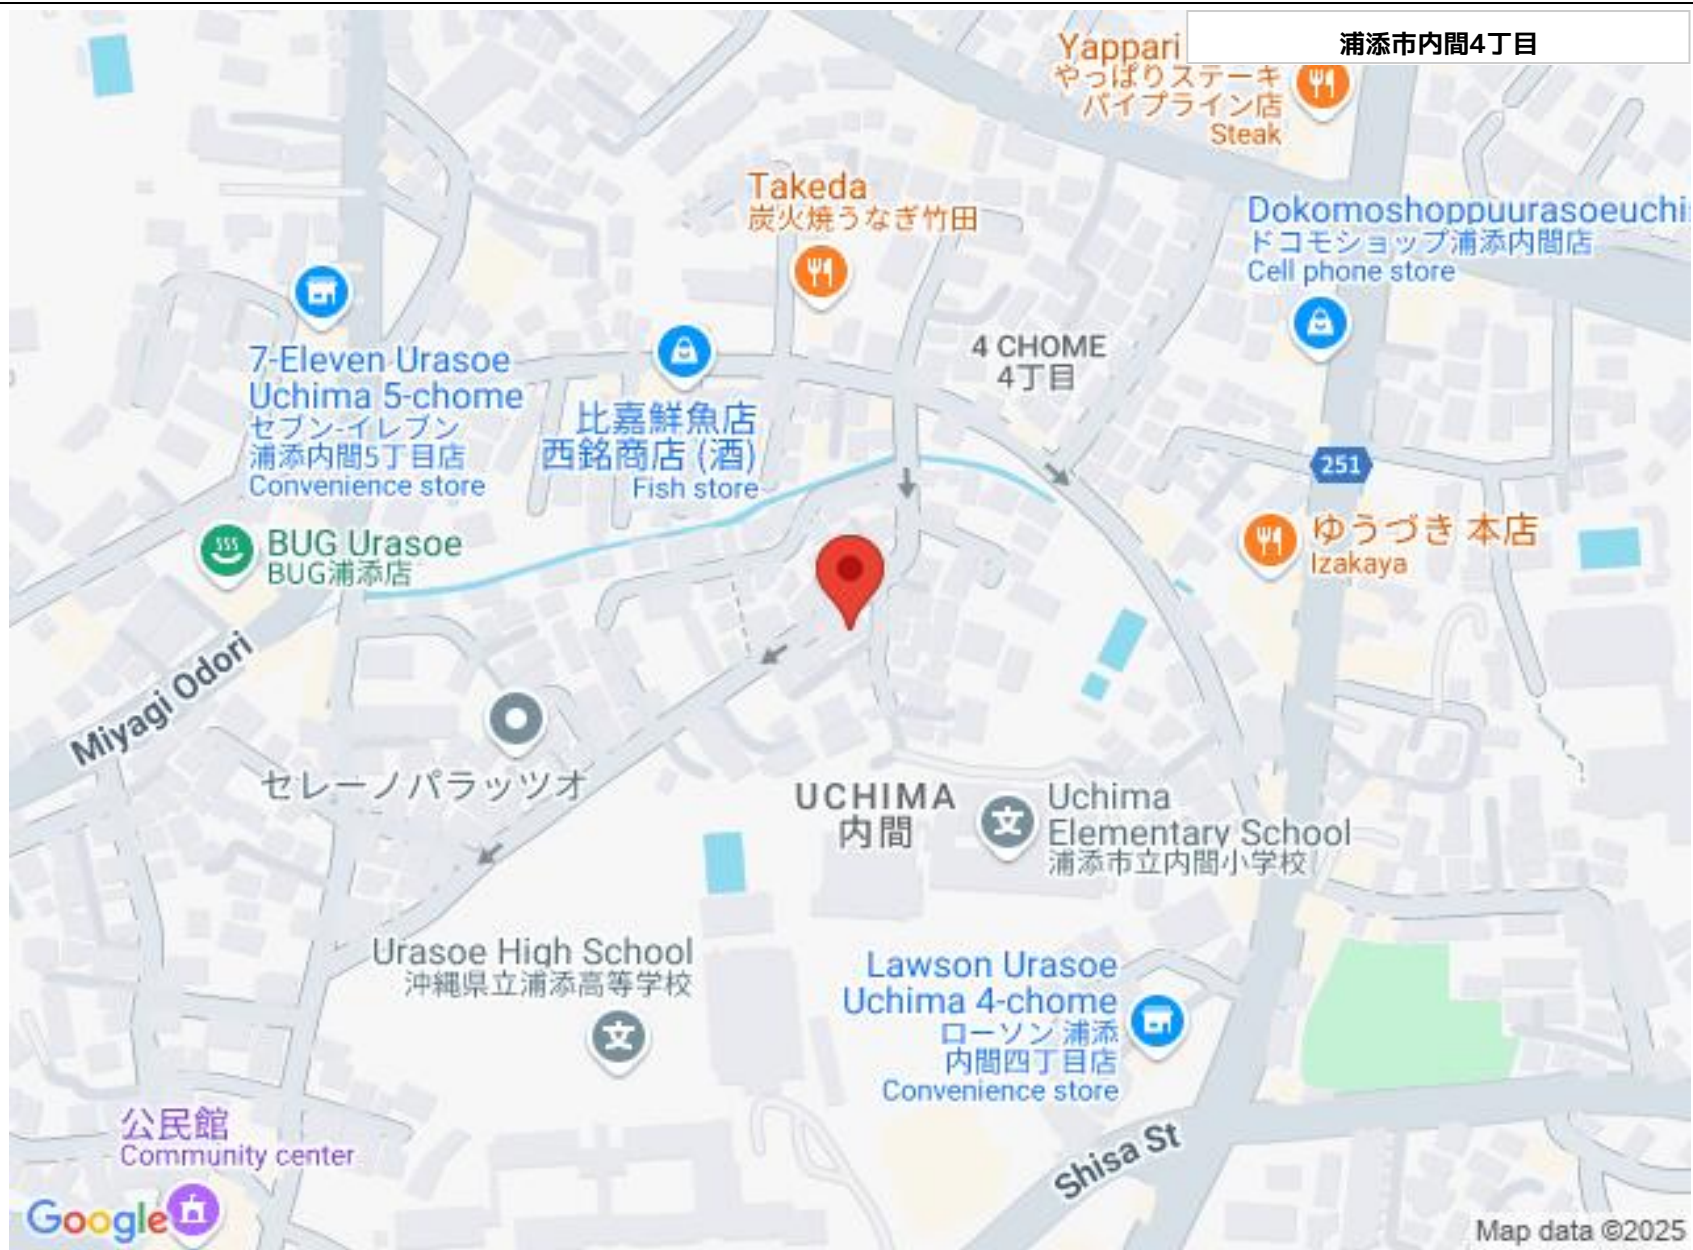 浦添市内間4丁目
Yappari
やっぱりステーキ
パイプライン店
Steak
Takeda
炭火焼うなぎ竹田
Dokomoshoppuurasoeuchi
ドコモショップ浦添内間店
Cell phone store
4 CHOME
4丁目
7-Eleven Urasoe
Uchima 5-chome
セブン-イレブン
浦添内間5丁目店
Convenience store
比嘉鮮魚店
西銘商店 (酒)
Fish store
251
ゆうづき 本店
Izakaya
BUG Urasoe
BUG浦添店
Miyagi Odori
セレーノパラッツオ
UCHIMA
内間
Uchima
Elementary School
浦添市立内間小学校
Urasoe High School
沖縄県立浦添高等学校
Lawson Urasoe
Uchima 4-chome
ローソン 浦添
内間四丁目店
Convenience store
公民館
Community center
Shisa St
Google
Map data ©2025